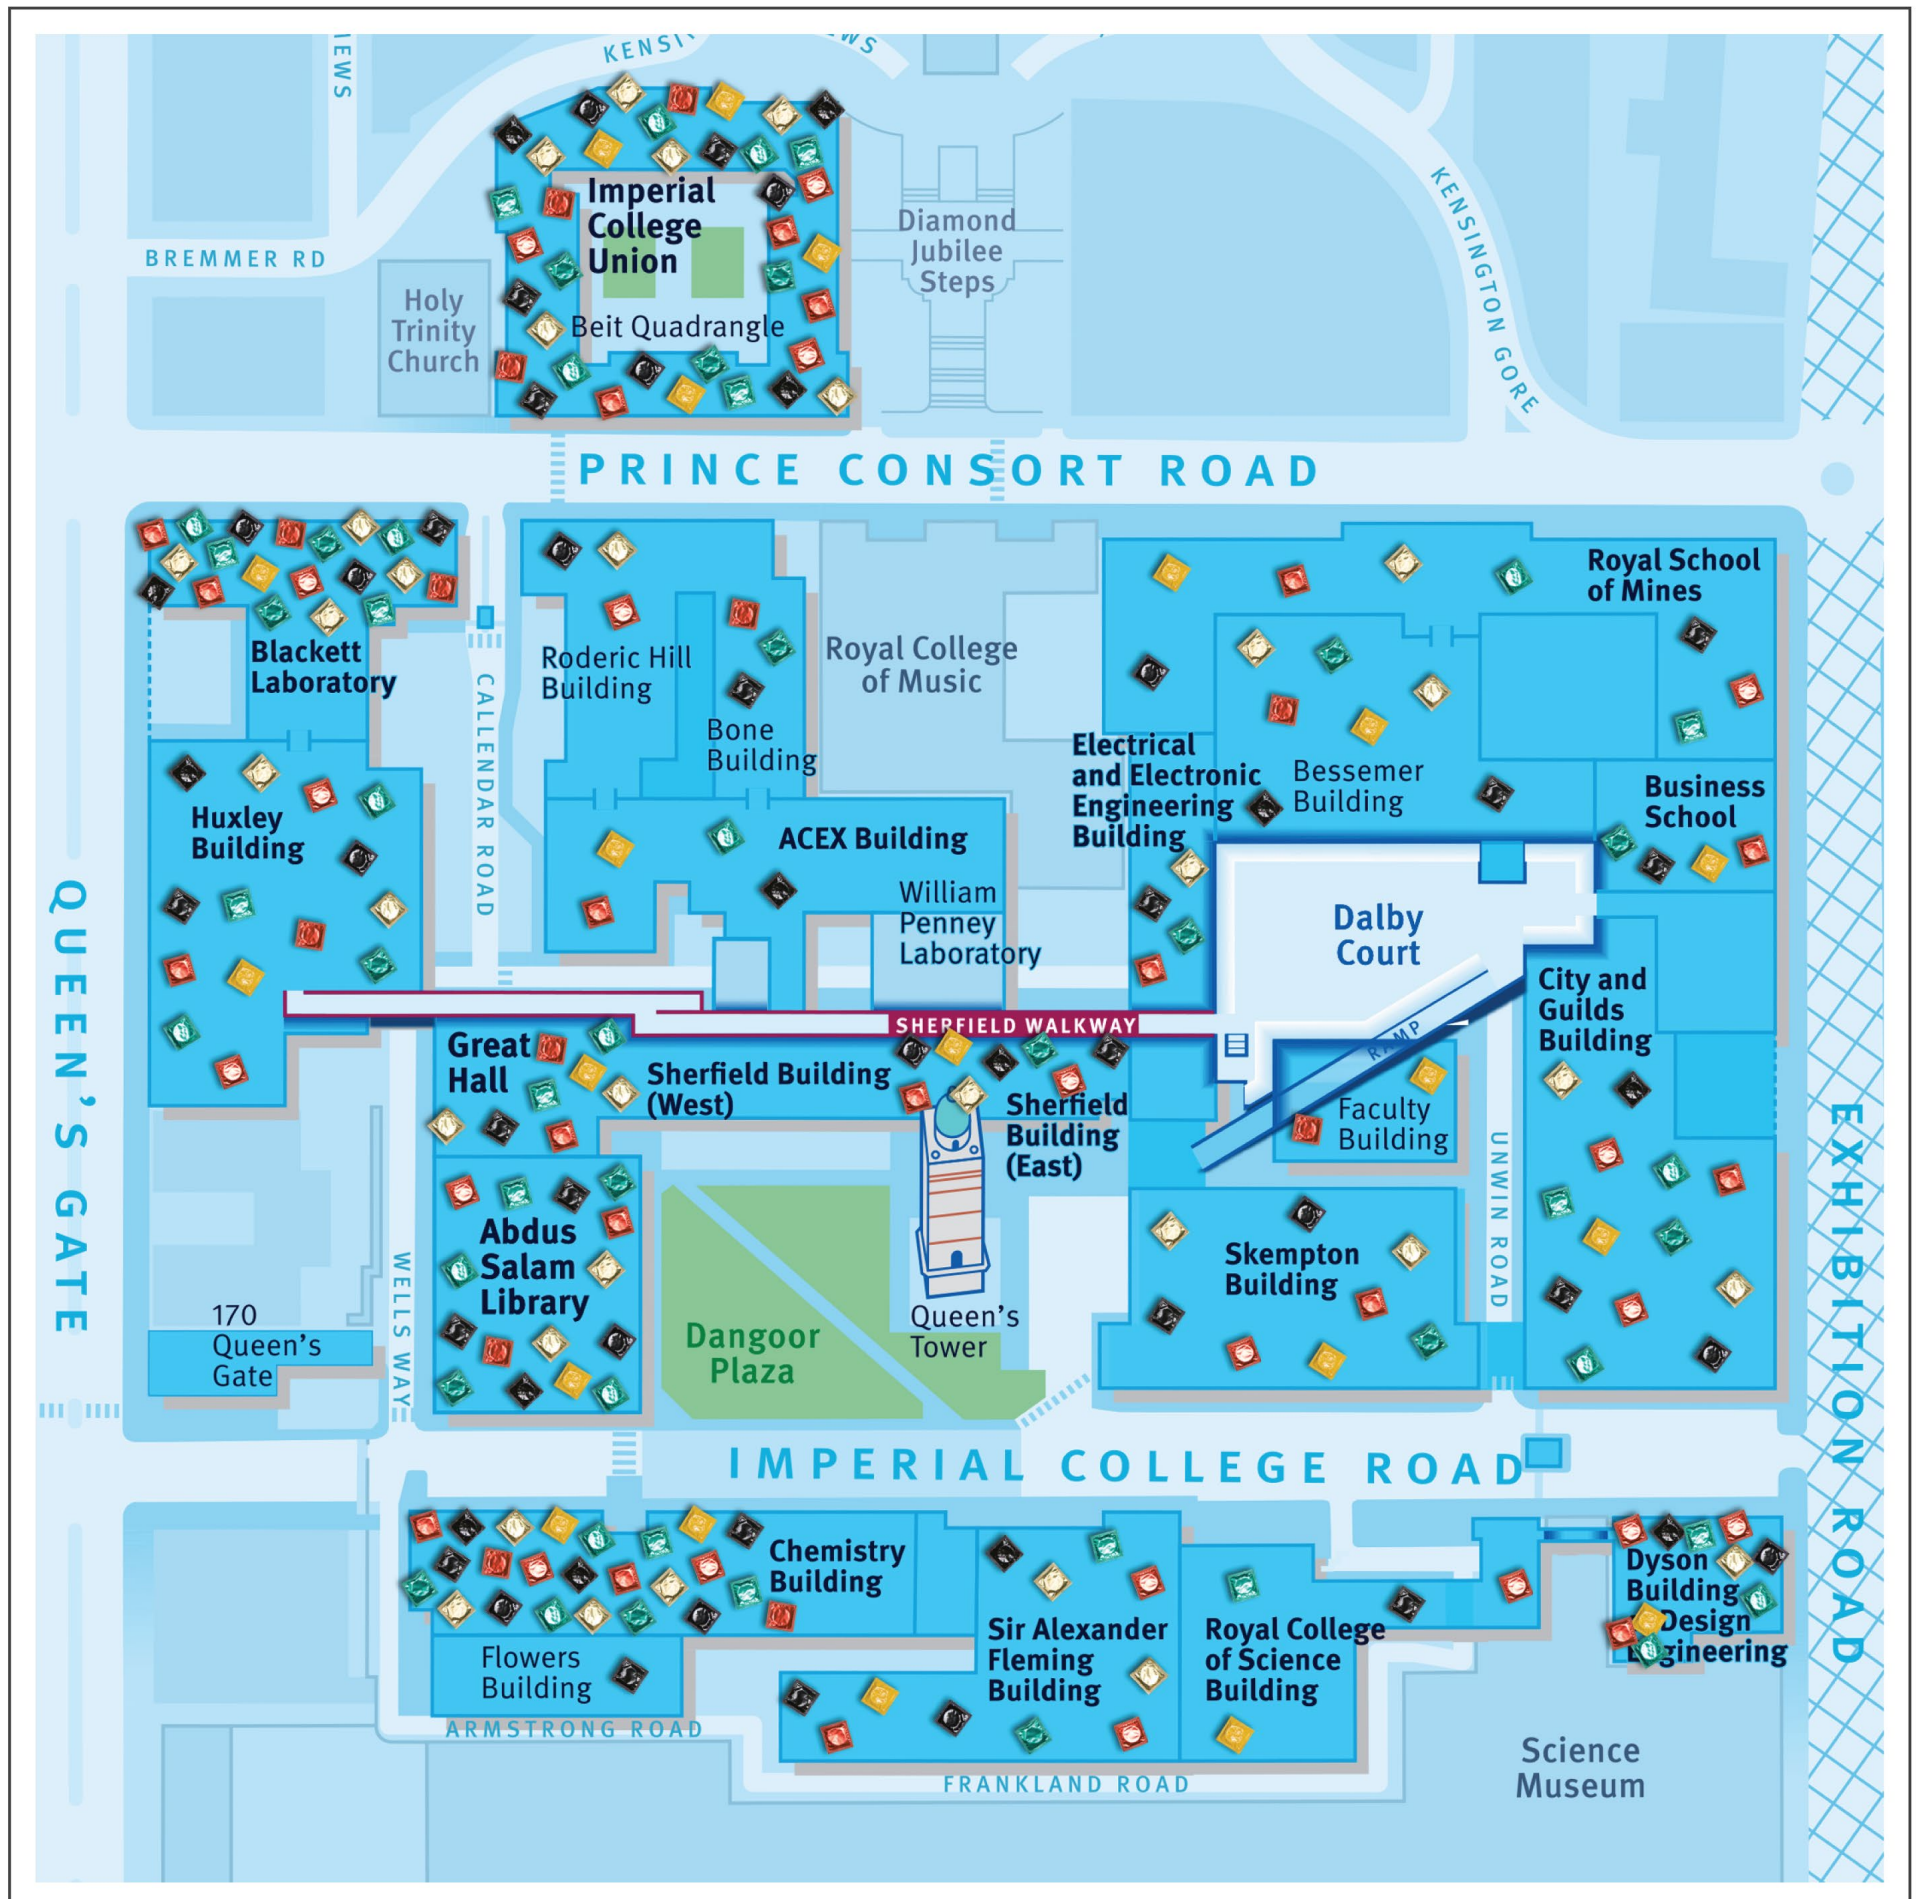 KENSI
EWS
IEWS
Imperial
College
Union
Beit Quadrangle
Diamond
Jubilee
Steps
Holy
Trinity
Church
BREMMER RD
KENSINGTON GORE
PRINCE CONSORT ROAD
Blackett
Laboratory
Roderic Hill
Building
Bone
Building
Royal College
of Music
Royal School
of Mines
CALLENDAR ROAD
Huxley
Building
ACEX Building
William
Penney
Laboratory
Electrical
and Electronic
Engineering
Building
Bessemer
Building
Business
School
Dalby
Court
City and
Guilds
Building
QUEEN'S GATE
SHERFIELD WALKWAY
RAMP
Great
Hall
Sherfield Building
(West)
Sherfield
Building
(East)
Faculty
Building
UNWIN ROAD
EXHIBITION ROAD
Abdus
Salam
Library
WELLS WAY
170
Queen's
Gate
Dangoor
Plaza
Queen's
Tower
Skempton
Building
IMPERIAL COLLEGE ROAD
Chemistry
Building
Flowers
Building
Sir Alexander
Fleming
Building
Royal College
of Science
Building
Dyson
Building
Design
Engineering
ARMSTRONG ROAD
FRANKLAND ROAD
Science
Museum